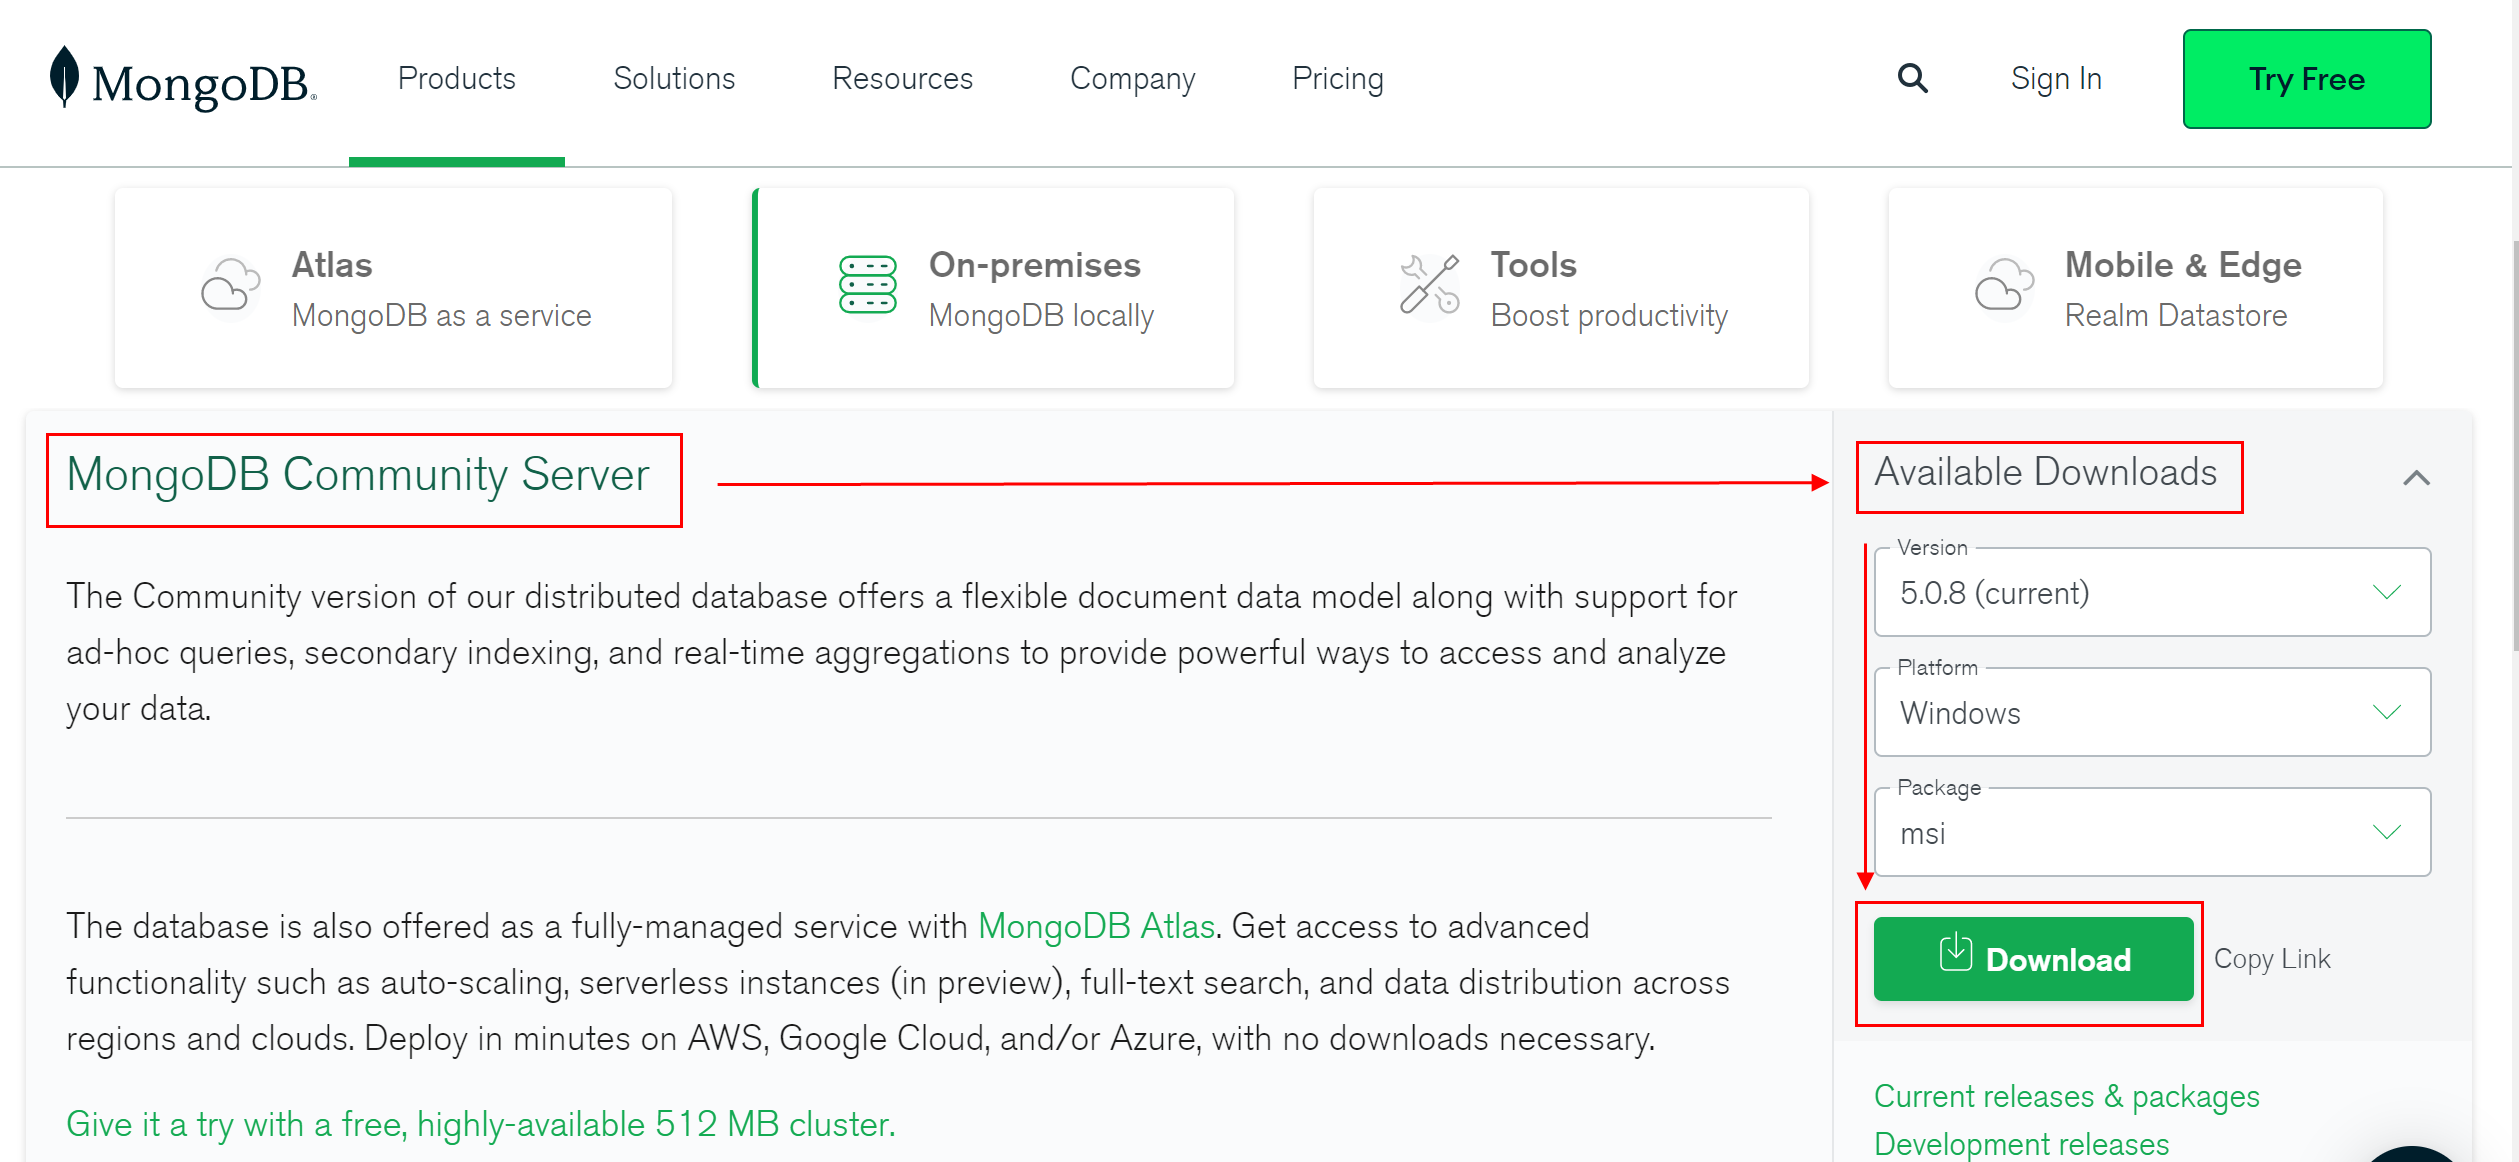 MongoDB®
Products
Solutions
Resources
Company
Pricing
Sign In
Try Free
Atlas
MongoDB as a service
On-premises
MongoDB locally
Tools
Boost productivity
Mobile & Edge
Realm Datastore
MongoDB Community Server
The Community version of our distributed database offers a flexible document data model along with support for
ad-hoc queries, secondary indexing, and real-time aggregations to provide powerful ways to access and analyze
your data.
The database is also offered as a fully-managed service with MongoDB Atlas. Get access to advanced
functionality such as auto-scaling, serverless instances (in preview), full-text search, and data distribution across
regions and clouds. Deploy in minutes on AWS, Google Cloud, and/or Azure, with no downloads necessary.
Give it a try with a free, highly-available 512 MB cluster.
Available Downloads
Version
5.0.8 (current)
Platform
Windows
Package
msi
Download
Copy Link
Current releases & packages
Development releases